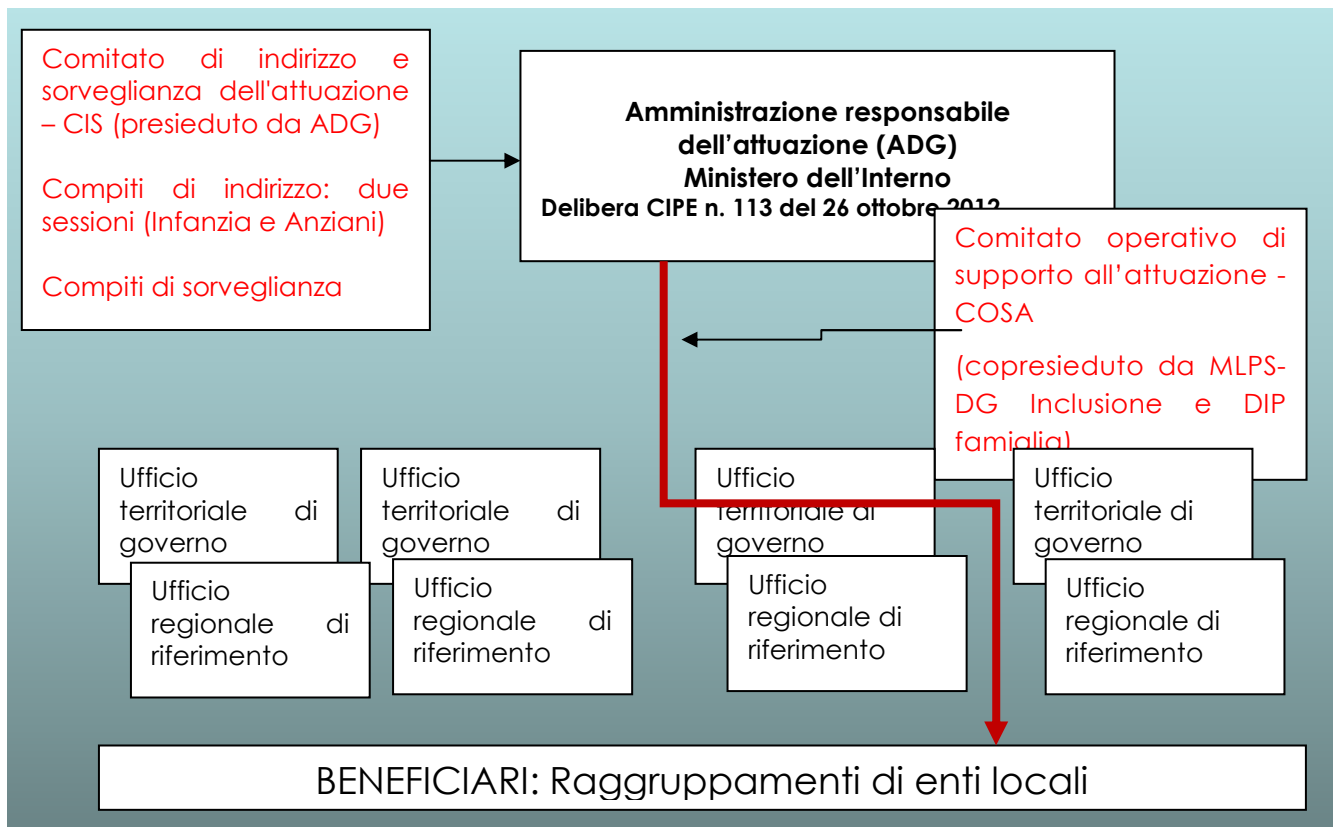 Comitato di indirizzo e
sorveglianza dell'attuazione
– CIS (presieduto da ADG)
Compiti di indirizzo: due
sessioni (Infanzia e Anziani)
Compiti di sorveglianza
Amministrazione responsabile
dell’attuazione (ADG)
Ministero dell’Interno
Delibera CIPE n. 113 del 26 ottobre 2012
Comitato operativo di
supporto all’attuazione -
COSA
(copresieduto da MLPS-
DG Inclusione e DIP
famiglia)
Ufficio
territoriale di
governo
Ufficio
regionale di
riferimento
Ufficio
territoriale di
governo
Ufficio
regionale di
riferimento
Ufficio
territoriale di
governo
Ufficio
regionale di
riferimento
Ufficio
territoriale di
governo
Ufficio
regionale di
riferimento
BENEFICIARI: Raggruppamenti di enti locali